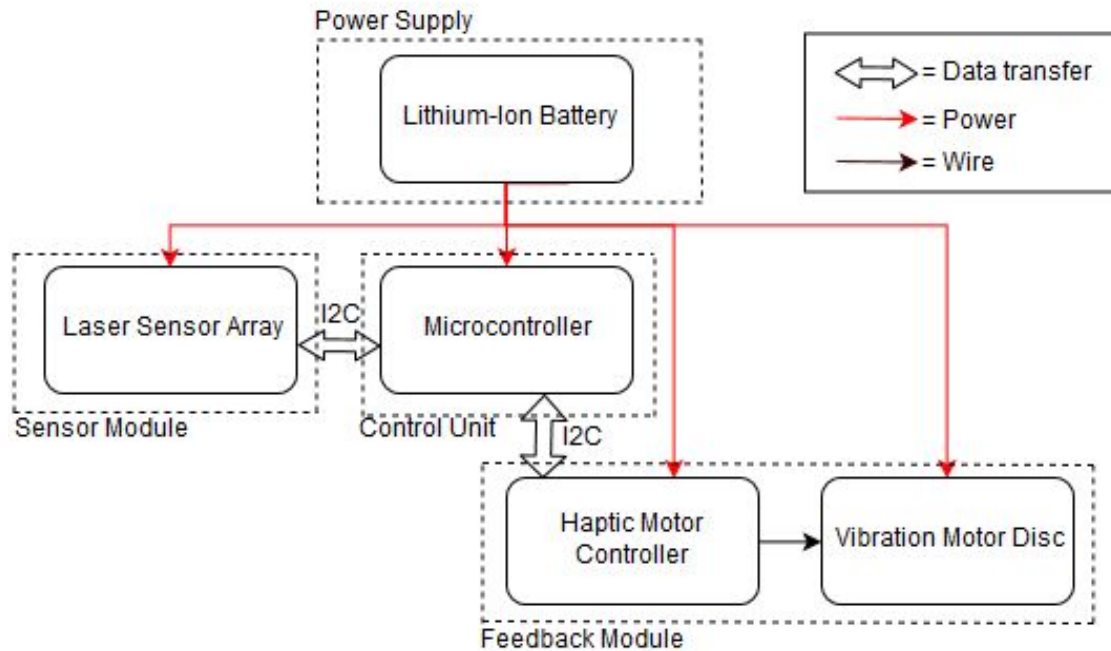 Power Supply
Lithium-Ion Battery
= Data transfer
= Power
= Wire
Laser Sensor Array
I2C
Microcontroller
Sensor Module
Control Unit
I2C
Haptic Motor
Controller
Vibration Motor Disc
Feedback Module